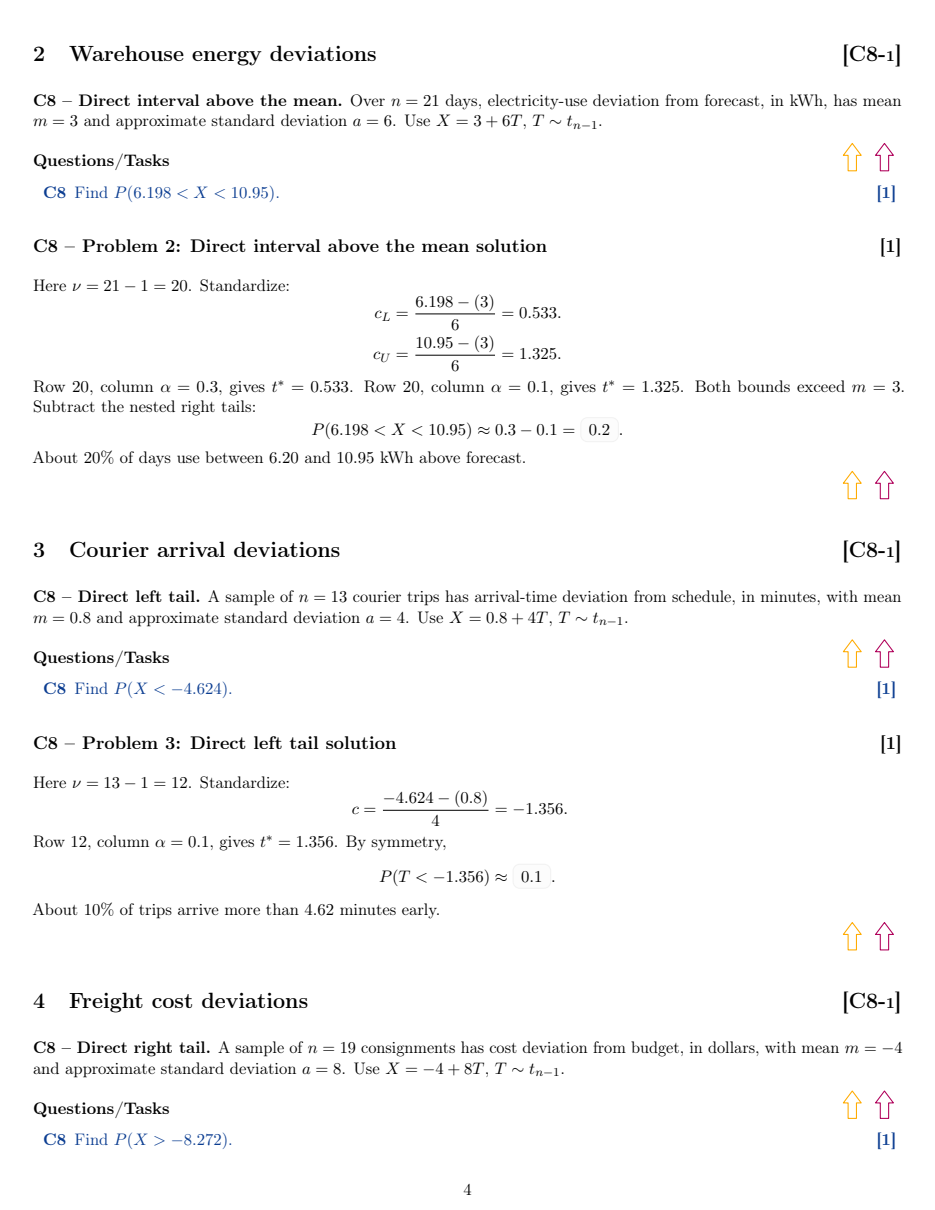 2 Warehouse energy deviations [C8-1]
C8 – Direct interval above the mean. Over n = 21 days, electricity-use deviation from forecast, in kWh, has mean
m = 3 and approximate standard deviation a = 6. Use X = 3 + 6T, T ∼ tₙ₋₁.
Questions/Tasks
C8 Find P(6.198 < X < 10.95). [1]
C8 – Problem 2: Direct interval above the mean solution [1]
Here ν = 21 − 1 = 20. Standardize:
c_L = (6.198 − (3))/6 = 0.533.
c_U = (10.95 − (3))/6 = 1.325.
Row 20, column α = 0.3, gives t* = 0.533. Row 20, column α = 0.1, gives t* = 1.325. Both bounds exceed m = 3.
Subtract the nested right tails:
P(6.198 < X < 10.95) ≈ 0.3 − 0.1 = 0.2 .
About 20% of days use between 6.20 and 10.95 kWh above forecast.
3 Courier arrival deviations [C8-1]
C8 – Direct left tail. A sample of n = 13 courier trips has arrival-time deviation from schedule, in minutes, with mean
m = 0.8 and approximate standard deviation a = 4. Use X = 0.8 + 4T, T ∼ tₙ₋₁.
Questions/Tasks
C8 Find P(X < −4.624). [1]
C8 – Problem 3: Direct left tail solution [1]
Here ν = 13 − 1 = 12. Standardize:
c = (−4.624 − (0.8))/4 = −1.356.
Row 12, column α = 0.1, gives t* = 1.356. By symmetry,
P(T < −1.356) ≈ 0.1 .
About 10% of trips arrive more than 4.62 minutes early.
4 Freight cost deviations [C8-1]
C8 – Direct right tail. A sample of n = 19 consignments has cost deviation from budget, in dollars, with mean m = −4
and approximate standard deviation a = 8. Use X = −4 + 8T, T ∼ tₙ₋₁.
Questions/Tasks
C8 Find P(X > −8.272). [1]
4